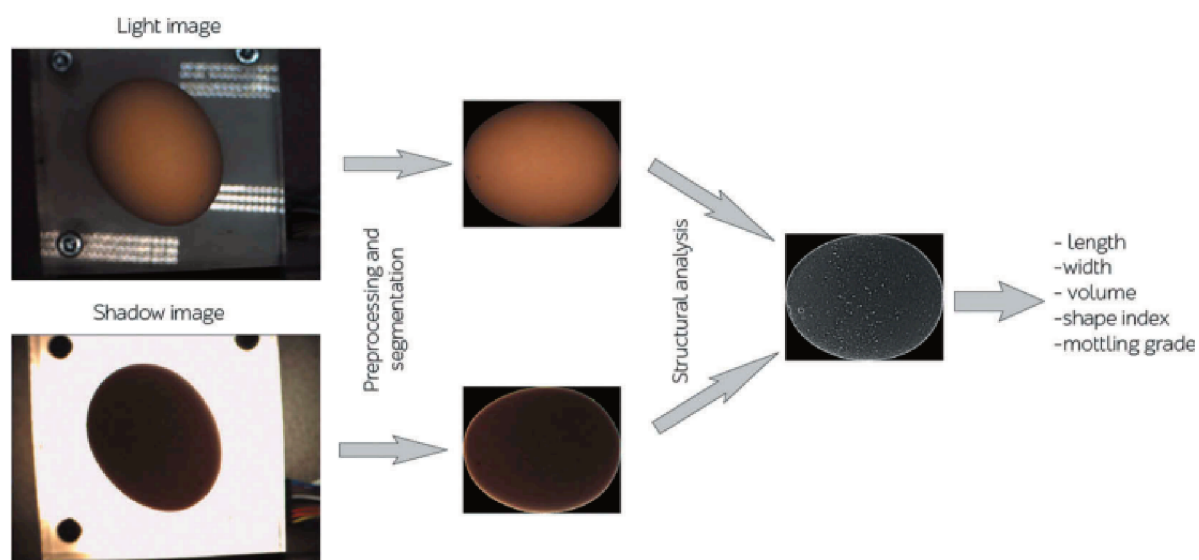 Light image
Shadow image
Preprocessing and
segmentation
Structural analysis
- length
-width
- volume
-shape index
-mottling grade